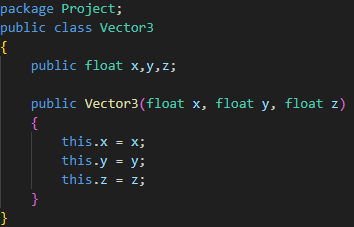 package Project;
public class Vector3
{
    public float x,y,z;

    public Vector3(float x, float y, float z)
    {
        this.x = x;
        this.y = y;
        this.z = z;
    }
}